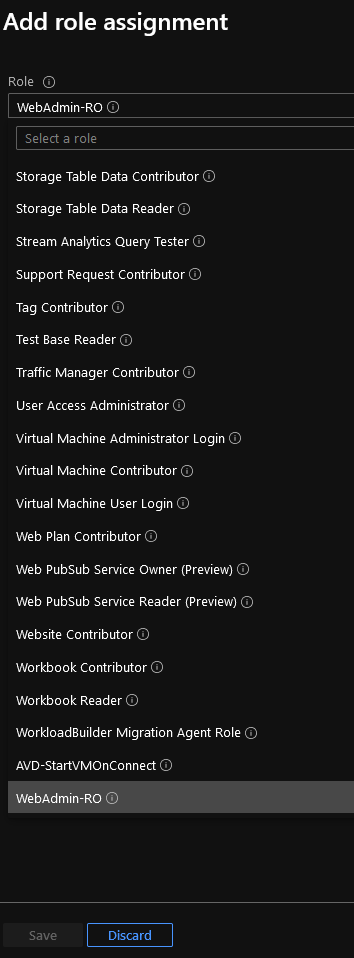 Add role assignment
Role
WebAdmin-RO
Select a role
Storage Table Data Contributor
Storage Table Data Reader
Stream Analytics Query Tester
Support Request Contributor
Tag Contributor
Test Base Reader
Traffic Manager Contributor
User Access Administrator
Virtual Machine Administrator Login
Virtual Machine Contributor
Virtual Machine User Login
Web Plan Contributor
Web PubSub Service Owner (Preview)
Web PubSub Service Reader (Preview)
Website Contributor
Workbook Contributor
Workbook Reader
WorkloadBuilder Migration Agent Role
AVD-StartVMOnConnect
WebAdmin-RO
Save Discard